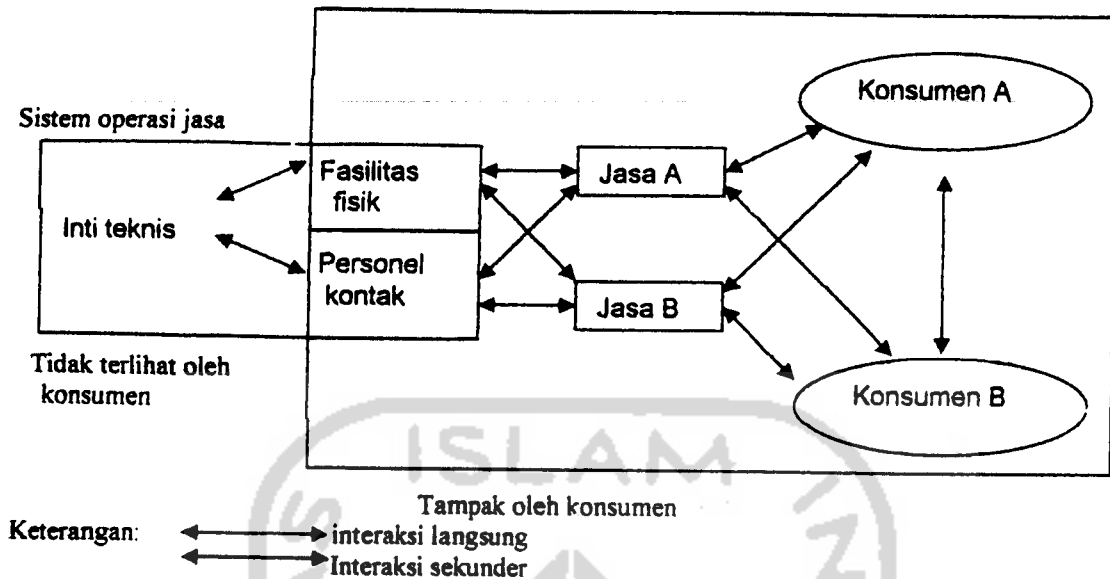 Konsumen A
Sistem operasi jasa
Fasilitas
fisik
Jasa A
Inti teknis
Personel
kontak
Jasa B
Tidak terlihat oleh
konsumen
Konsumen B
ISLAM
Tampak oleh konsumen
Keterangan:
interaksi langsung
Interaksi sekunder